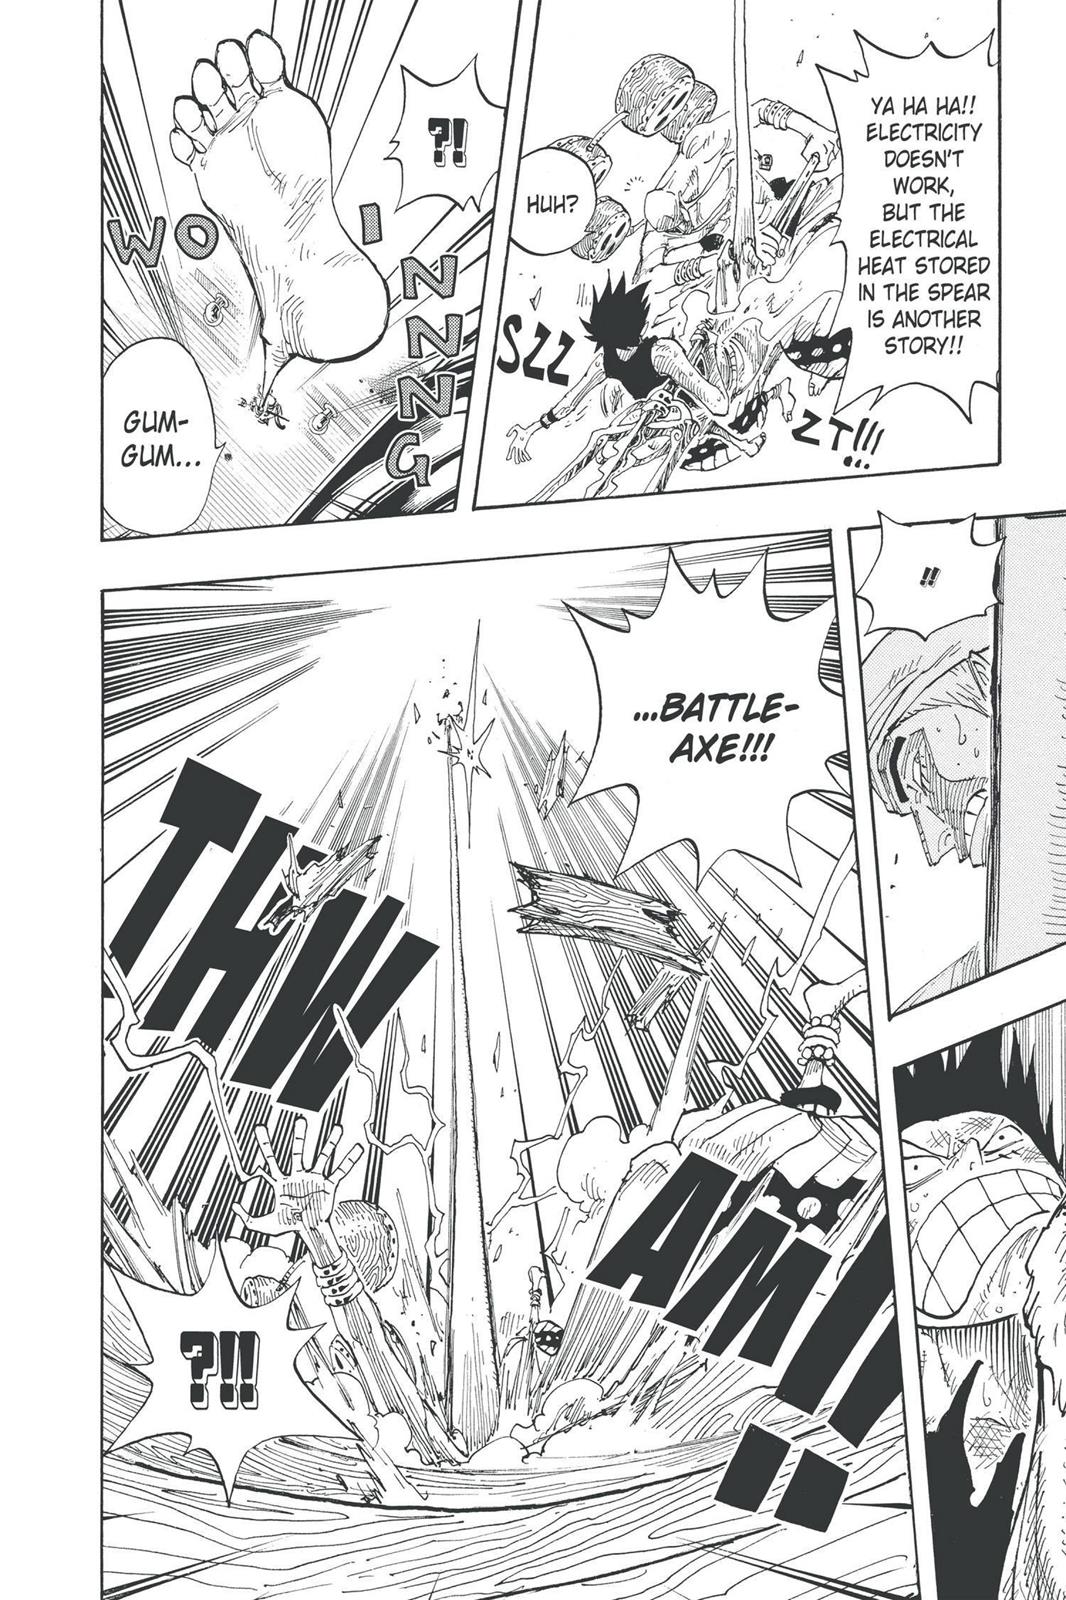 YA HA HA!!
ELECTRICITY
DOESN'T
WORK,
BUT THE
ELECTRICAL
HEAT STORED
IN THE SPEAR
IS ANOTHER
STORY!!
HUH?
SZZ
ZT!!!
?!
WO
INNNNG
GUM-
GUM...
!!
...BATTLE-
AXE!!!
THW
AM!!
?!!